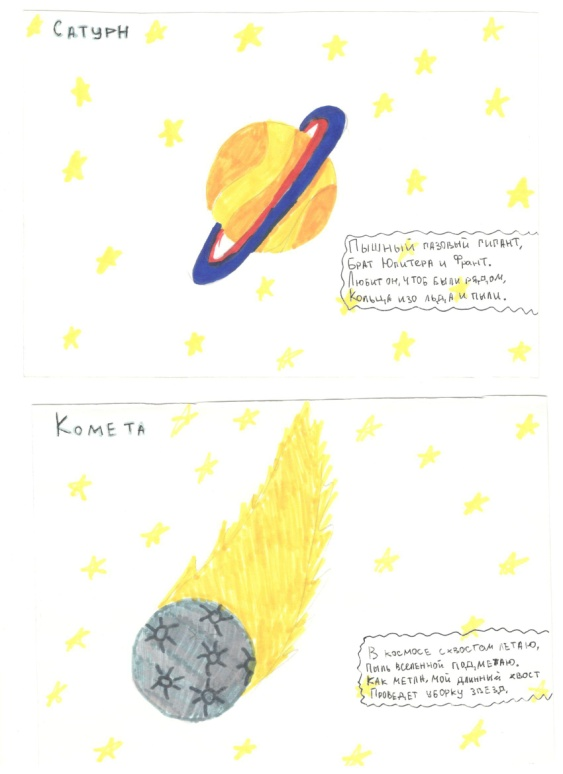 Сатурн
Пышный газовый гигант,
Брат Юпитера и франт.
Любит он, чтоб были рядом,
Кольца изо льда и пыли.
Комета
В космосе с хвостом летаю,
Пыль вселенной подметаю.
Как метла, мой длинный хвост
Проведет уборку звёзд.